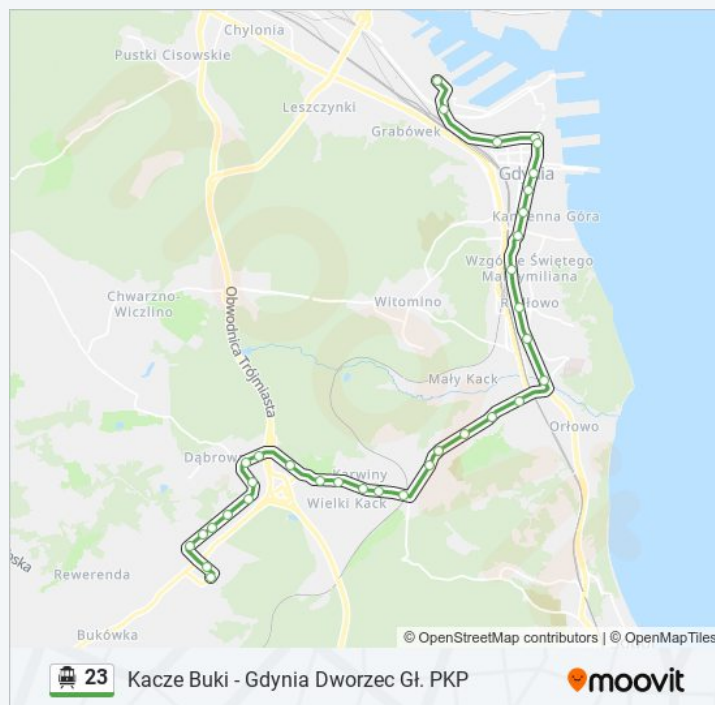 Chylonia
Pustki Cisowskie
Leszczynki
Grabówek
Gdynia
Kamienna Góra
Wzgórze Świętego
Maksymiliana
Chwarzno-
Wiczlino
Witomino
Redłowo
Obwodnica Trójmiasta
Mały Kack
Orłowo
Dąbrowa
Karwiny
Wielki Kack
Rewerenda
Bukówka
© OpenStreetMap contributors | © OpenMapTiles
23 Kacze Buki - Gdynia Dworzec Gł. PKP
moovit